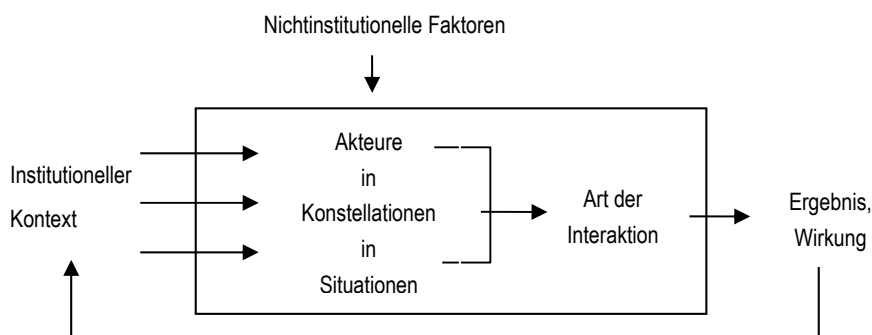 Nichtinstitutionelle Faktoren
Institutioneller
Kontext
Akteure
in
Konstellationen
in
Situationen
Art der
Interaktion
Ergebnis,
Wirkung